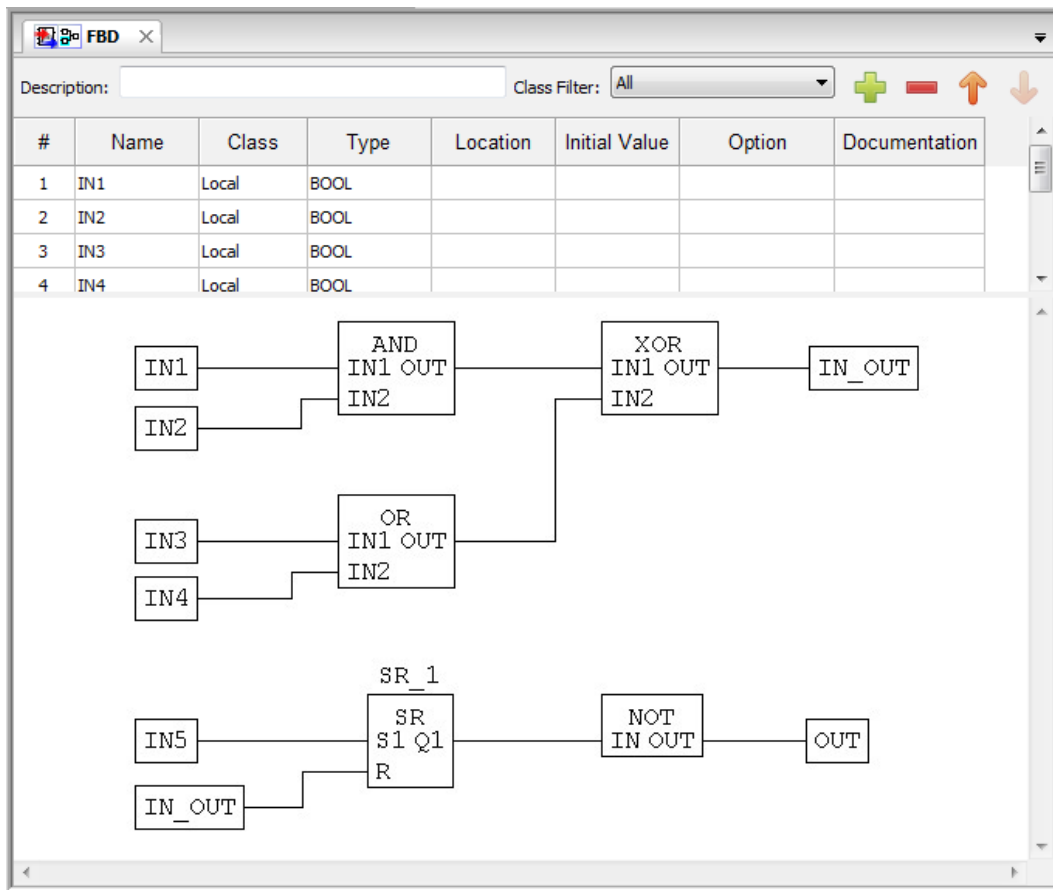 FBD
Description: Class Filter: All
# Name Class Type Location Initial Value Option Documentation
1 IN1 Local BOOL
2 IN2 Local BOOL
3 IN3 Local BOOL
4 IN4 Local BOOL
AND XOR
IN1 IN1 OUT IN1 OUT IN_OUT
IN2 IN2
IN2
OR
IN3 IN1 OUT
IN2
IN4
SR_1
SR NOT
IN5 S1 Q1 IN OUT OUT
R
IN_OUT